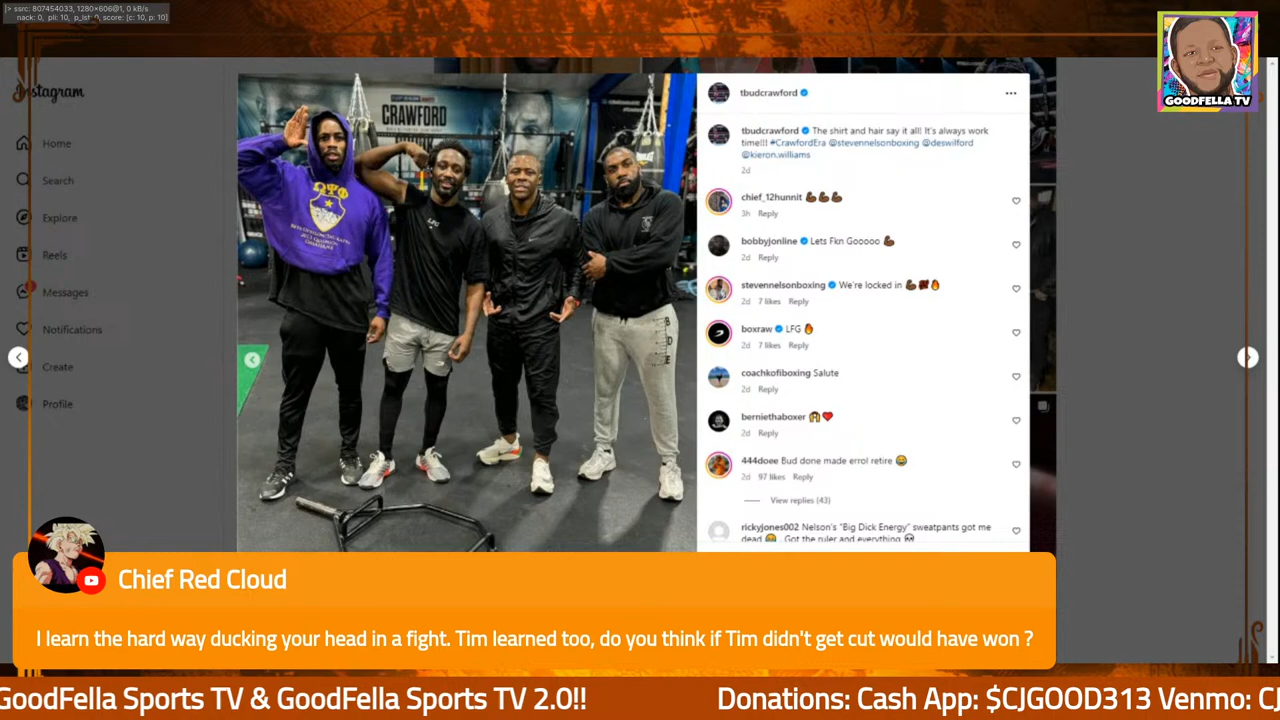 |> ssrc: 807454033, 1280×606@1, 0 kB/s
nack: 0, pli: 10, p_lst: 0, score: [c: 10, p: 10]
GOODFELLA TV
Instagram
Home
Search
Explore
Reels
Messages
Notifications
Create
Profile
CRAWFORD
ΩΨΦ
LFG
B
D
E
tbudcrawford
tbudcrawford The shirt and hair say it all! It's always work
time!!! #CrawfordEra @stevennelsonboxing @deswilford
@kieron.williams
2d
chief_12hunnit 💪🏿💪🏿💪🏿
3h Reply
bobbyjonline Lets Fkn Gooooo 💪🏿
2d Reply
stevennelsonboxing We're locked in 💪🏿🥊🔥
2d 7 likes Reply
boxraw LFG 🔥
2d 7 likes Reply
coachkofiboxing Salute
2d Reply
berniethaboxer 🙌❤️
2d Reply
444doee Bud done made errol retire 😂
2d 97 likes Reply
View replies (43)
rickyjones002 Nelson's "Big Dick Energy" sweatpants got me
dead 😂 . Got the ruler and everything 💀
Chief Red Cloud
I learn the hard way ducking your head in a fight. Tim learned too, do you think if Tim didn't get cut would have won ?
GoodFella Sports TV & GoodFella Sports TV 2.0!! Donations: Cash App: $CJGOOD313 Venmo: CJ